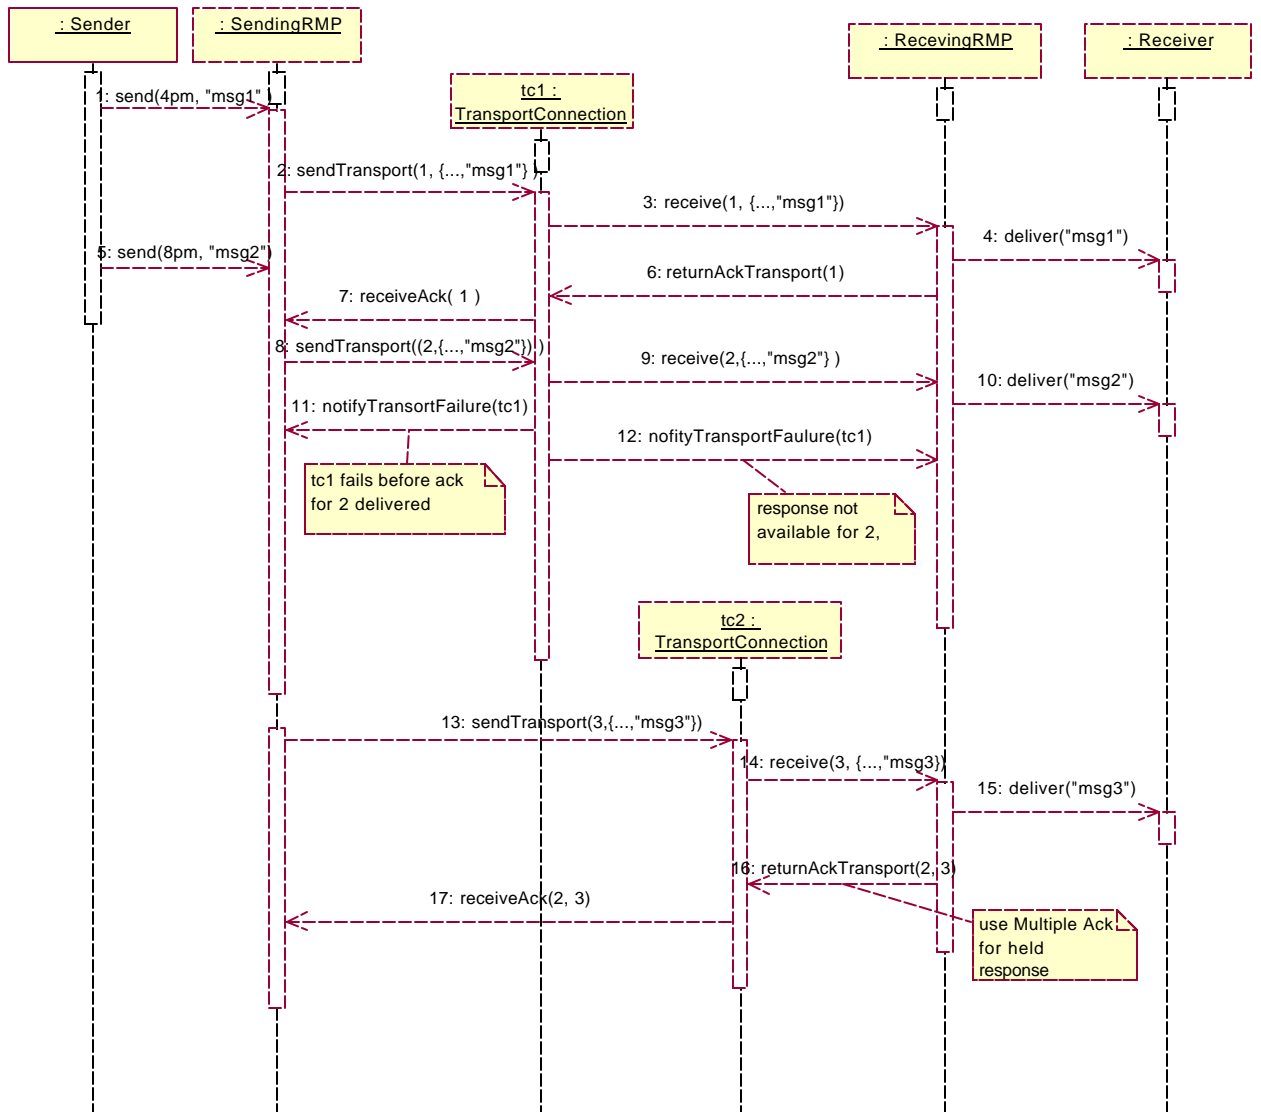 : Sender
: SendingRMP
: RecevingRMP
: Receiver
tc1 :
TransportConnection
1: send(4pm, "msg1" )
2: sendTransport(1, {...,"msg1"} )
3: receive(1, {...,"msg1"})
4: deliver("msg1")
5: send(8pm, "msg2")
6: returnAckTransport(1)
7: receiveAck( 1 )
8: sendTransport((2,{...,"msg2"}) )
9: receive(2,{...,"msg2"} )
10: deliver("msg2")
11: notifyTransortFailure(tc1)
12: nofityTransportFaulure(tc1)
tc1 fails before ack
for 2 delivered
response not
available for 2,
tc2 :
TransportConnection
13: sendTransport(3,{...,"msg3"})
14: receive(3, {...,"msg3})
15: deliver("msg3")
16: returnAckTransport(2, 3)
17: receiveAck(2, 3)
use Multiple Ack
for held
response